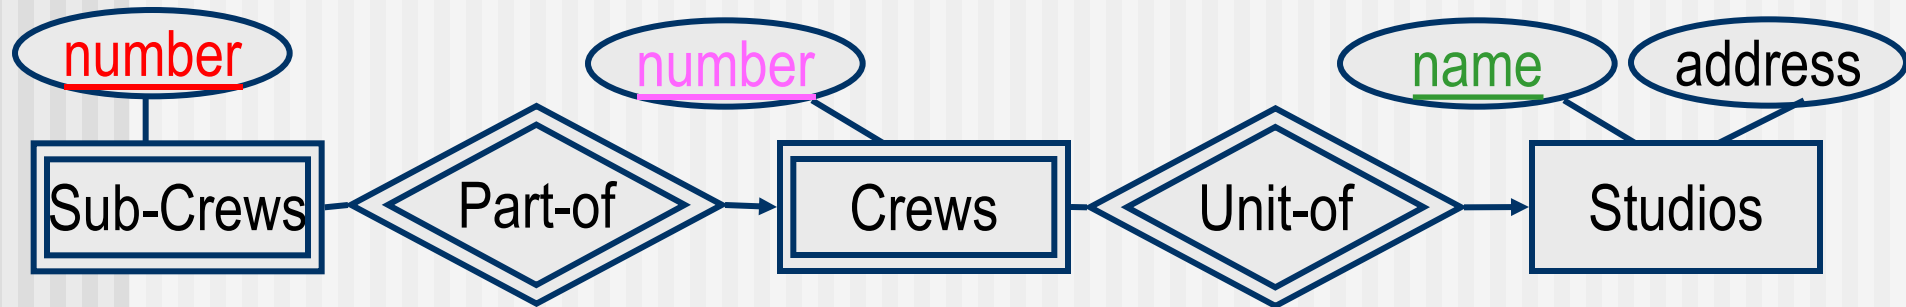 number
number
name
address
Sub-Crews
Part-of
Crews
Unit-of
Studios